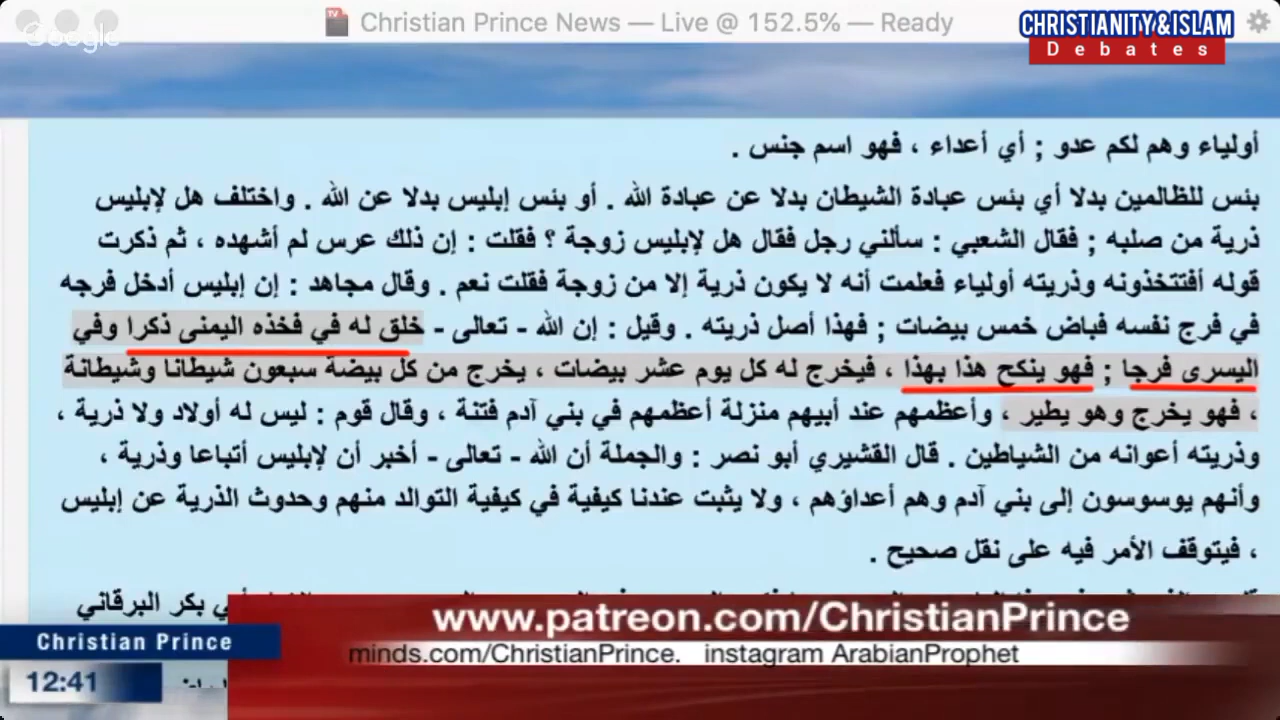 Google
Christian Prince News — Live @ 152.5% — Ready
CHRISTIANITY&ISLAM
Debates
أولياء وهم لكم عدو ; أي أعداء ، فهو اسم جنس .
بئس للظالمين بدلا أي بئس عبادة الشيطان بدلا عن عبادة الله . أو بئس إبليس بدلا عن الله . واختلف هل لإبليس
ذرية من صلبه ; فقال الشعبي : سألني رجل فقال هل لإبليس زوجة ؟ فقلت : إن ذلك عرس لم أشهده ، ثم ذكرت
قوله أفتتخذونه وذريته أولياء فعلمت أنه لا يكون ذرية إلا من زوجة فقلت نعم . وقال مجاهد : إن إبليس أدخل فرجه
في فرج نفسه فباض خمس بيضات ; فهذا أصل ذريته . وقيل : إن الله - تعالى - خلق له في فخذه اليمنى ذكرا وفي
اليسرى فرجا ; فهو ينكح هذا بهذا ، فيخرج له كل يوم عشر بيضات ، يخرج من كل بيضة سبعون شيطانا وشيطانة
، فهو يخرج وهو يطير ، وأعظمهم عند أبيهم منزلة أعظمهم في بني آدم فتنة ، وقال قوم : ليس له أولاد ولا ذرية ،
وذريته أعوانه من الشياطين . قال القشيري أبو نصر : والجملة أن الله - تعالى - أخبر أن لإبليس أتباعا وذرية ،
وأنهم يوسوسون إلى بني آدم وهم أعداؤهم ، ولا يثبت عندنا كيفية في كيفية التوالد منهم وحدوث الذرية عن إبليس
، فيتوقف الأمر فيه على نقل صحيح .
بكر البرقاني
www.patreon.com/ChristianPrince
Christian Prince
minds.com/ChristianPrince. instagram ArabianProphet
12:41